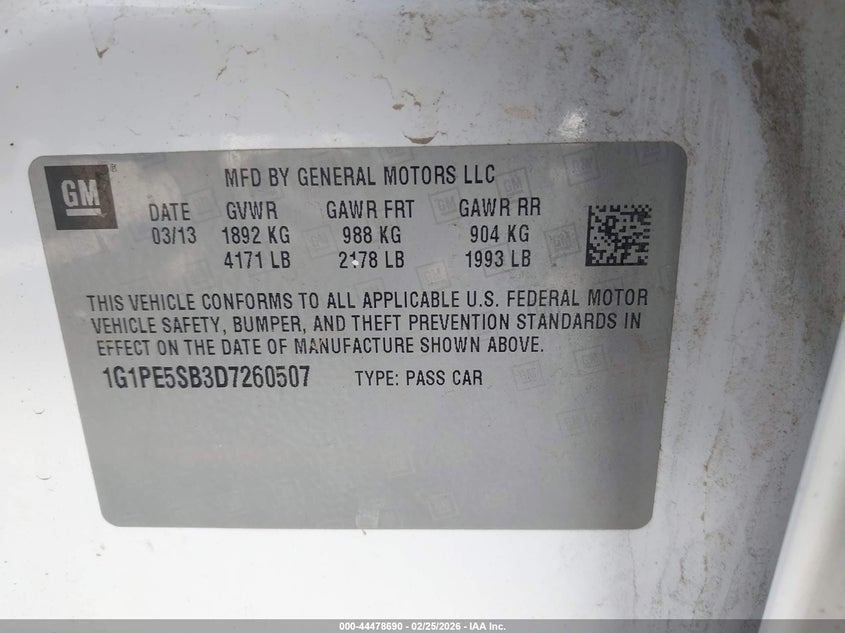 GM
MFD BY GENERAL MOTORS LLC
DATE GVWR GAWR FRT GAWR RR
03/13 1892 KG 988 KG 904 KG
4171 LB 2178 LB 1993 LB
THIS VEHICLE CONFORMS TO ALL APPLICABLE U.S. FEDERAL MOTOR
VEHICLE SAFETY, BUMPER, AND THEFT PREVENTION STANDARDS IN
EFFECT ON THE DATE OF MANUFACTURE SHOWN ABOVE.
1G1PE5SB3D7260507 TYPE: PASS CAR
000-44478690 - 02/25/2026 - IAA Inc.